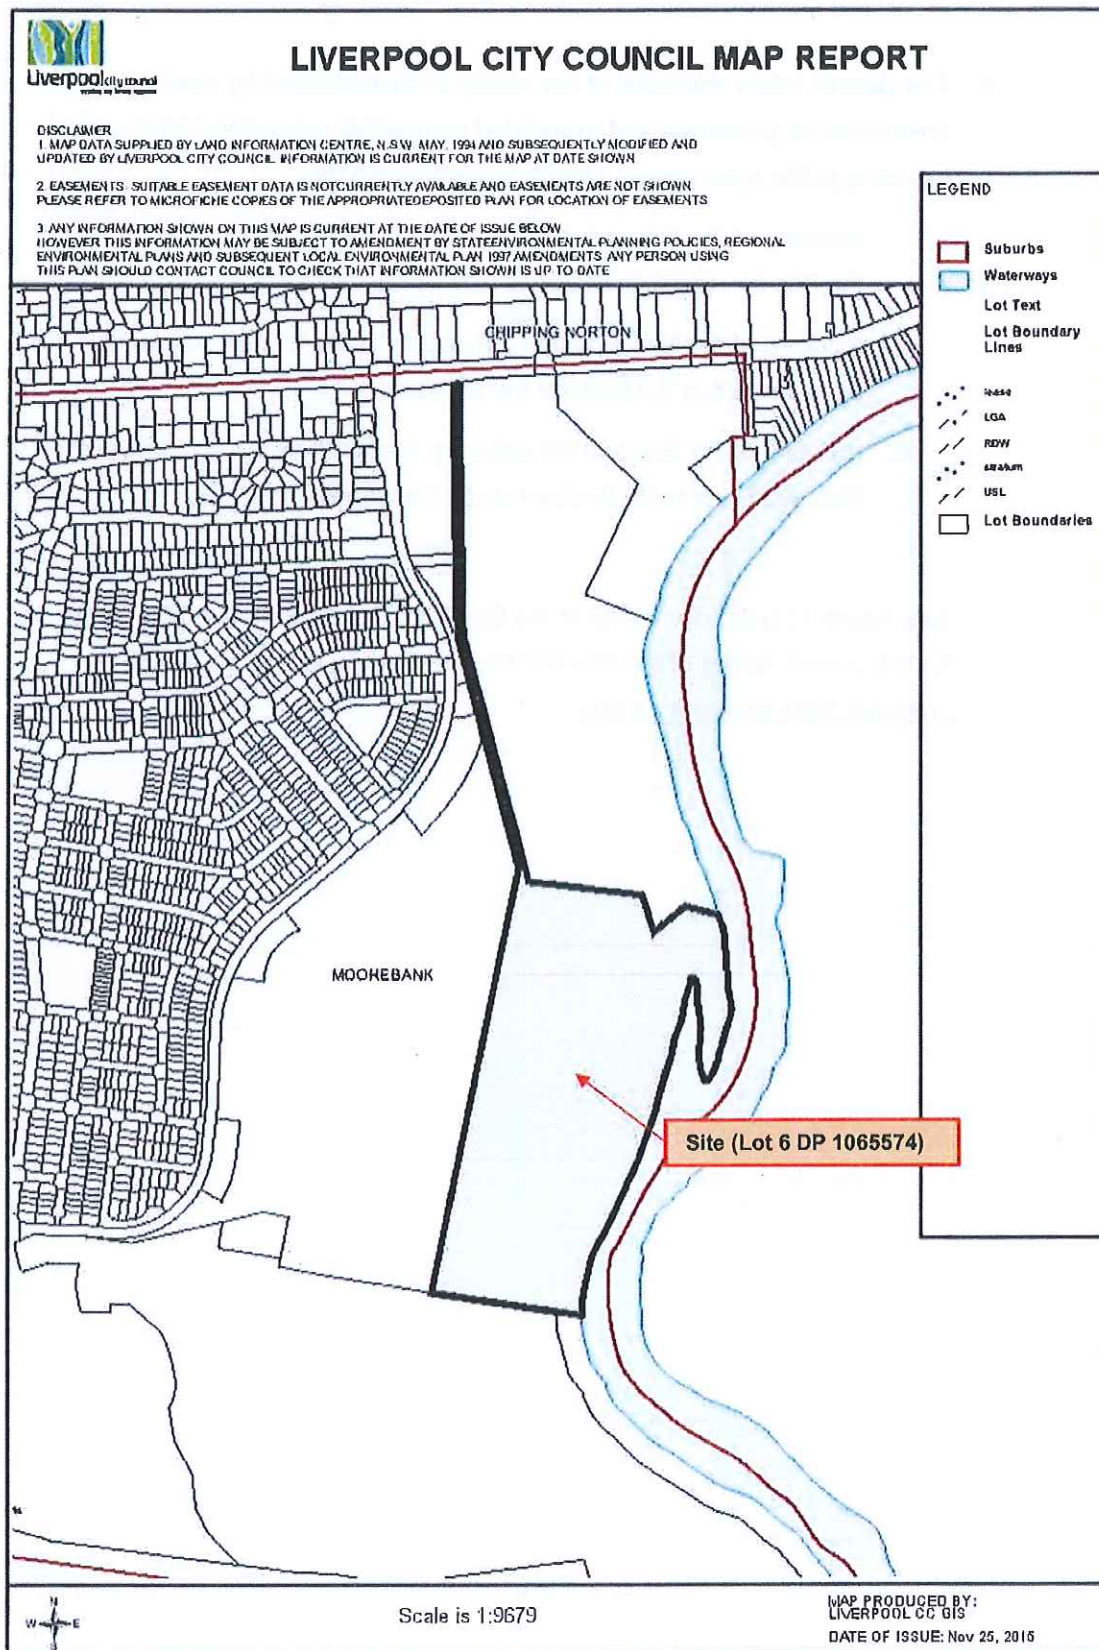 Liverpool city council
LIVERPOOL CITY COUNCIL MAP REPORT
DISCLAIMER
1. MAP DATA SUPPLIED BY LAND INFORMATION CENTRE, N.S.W. MAY, 1994 AND SUBSEQUENTLY MODIFIED AND
UPDATED BY LIVERPOOL CITY COUNCIL. INFORMATION IS CURRENT FOR THE MAP AT DATE SHOWN
2. EASEMENTS: SUITABLE EASEMENT DATA IS NOT CURRENTLY AVAILABLE AND EASEMENTS ARE NOT SHOWN
PLEASE REFER TO MICROFICHE COPIES OF THE APPROPRIATEDEPOSITED PLAN FOR LOCATION OF EASEMENTS
3 ANY INFORMATION SHOWN ON THIS MAP IS CURRENT AT THE DATE OF ISSUE BELOW
HOWEVER THIS INFORMATION MAY BE SUBJECT TO AMENDMENT BY STATEENVIRONMENTAL PLANNING POLICIES, REGIONAL
ENVIRONMENTAL PLANS AND SUBSEQUENT LOCAL ENVIRONMENTAL PLAN 1997 AMENDMENTS ANY PERSON USING
THIS PLAN SHOULD CONTACT COUNCIL TO CHECK THAT INFORMATION SHOWN IS UP TO DATE
LEGEND
Suburbs
Waterways
Lot Text
Lot Boundary
Lines
lease
LGA
RDW
stratum
USL
Lot Boundaries
CHIPPING NORTON
MOOREBANK
Site (Lot 6 DP 1065574)
N
W E
S
Scale is 1:9679
MAP PRODUCED BY:
LIVERPOOL CC GIS
DATE OF ISSUE: Nov 25, 2015